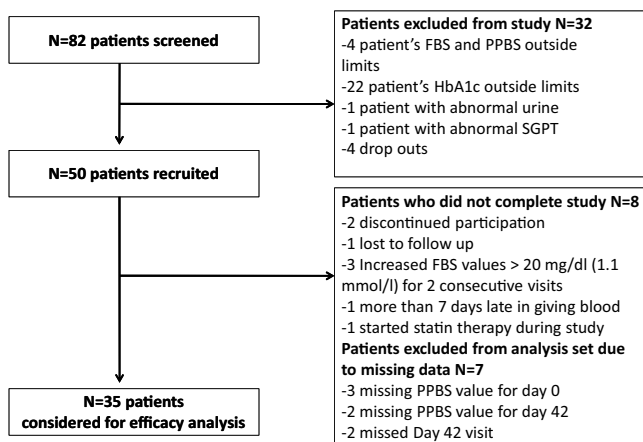 N=82 patients screened
Patients excluded from study N=32
-4 patient's FBS and PPBS outside
limits
-22 patient's HbA1c outside limits
-1 patient with abnormal urine
-1 patient with abnormal SGPT
-4 drop outs
N=50 patients recruited
Patients who did not complete study N=8
-2 discontinued participation
-1 lost to follow up
-3 Increased FBS values > 20 mg/dl (1.1
mmol/l) for 2 consecutive visits
-1 more than 7 days late in giving blood
-1 started statin therapy during study
Patients excluded from analysis set due
to missing data N=7
-3 missing PPBS value for day 0
-2 missing PPBS value for day 42
-2 missed Day 42 visit
N=35 patients
considered for efficacy analysis